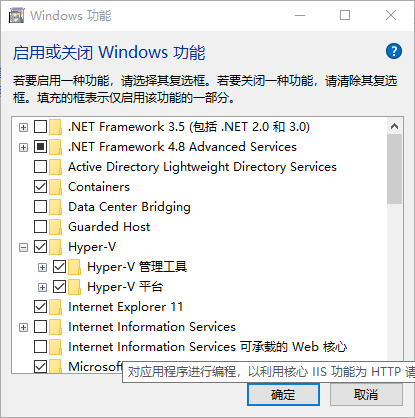 Windows 功能
启用或关闭 Windows 功能
若要启用一种功能，请选择其复选框。若要关闭一种功能，请清除其复选
框。填充的框表示仅启用该功能的一部分。
.NET Framework 3.5 (包括 .NET 2.0 和 3.0)
.NET Framework 4.8 Advanced Services
Active Directory Lightweight Directory Services
Containers
Data Center Bridging
Guarded Host
Hyper-V
Hyper-V 管理工具
Hyper-V 平台
Internet Explorer 11
Internet Information Services
Internet Information Services 可承载的 Web 核心
Microsoft
对应用程序进行编程，以利用核心 IIS 功能为 HTTP 请
确定
取消